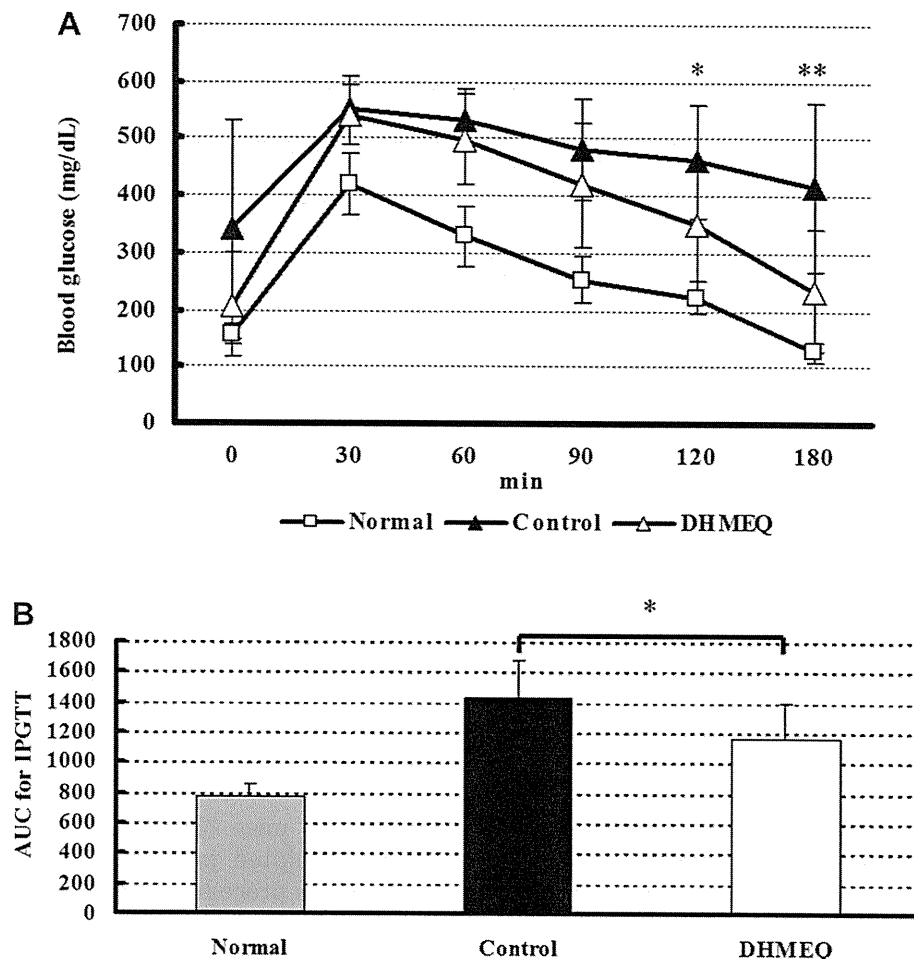 A
Blood glucose (mg/dL)
700
600
500
400
300
200
100
0
* **
0 30 60 90 120 180
min
Normal Control DHMEQ
B
AUC for IPGTT
1800
1600
1400
1200
1000
800
600
400
200
0
*
Normal Control DHMEQ